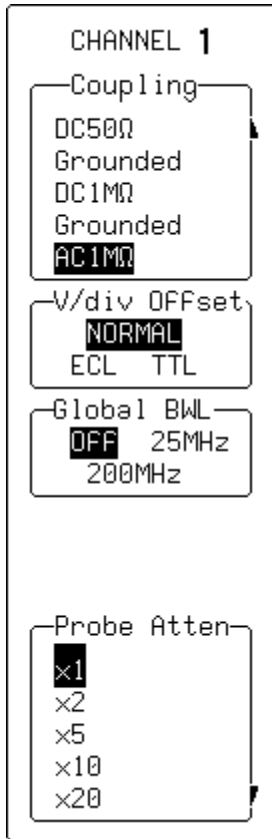 CHANNEL 1
Coupling
DC50Ω
Grounded
DC1MΩ
Grounded
AC1MΩ
V/div OFFset
NORMAL
ECL TTL
Global BWL
OFF 25MHz
200MHz
Probe Atten
×1
×2
×5
×10
×20